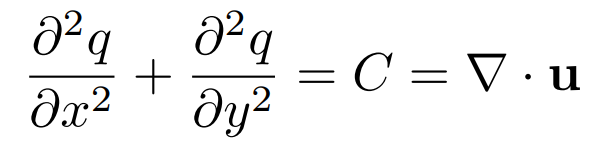 ∂²q/∂x² + ∂²q/∂y² = C = ∇ · **u**